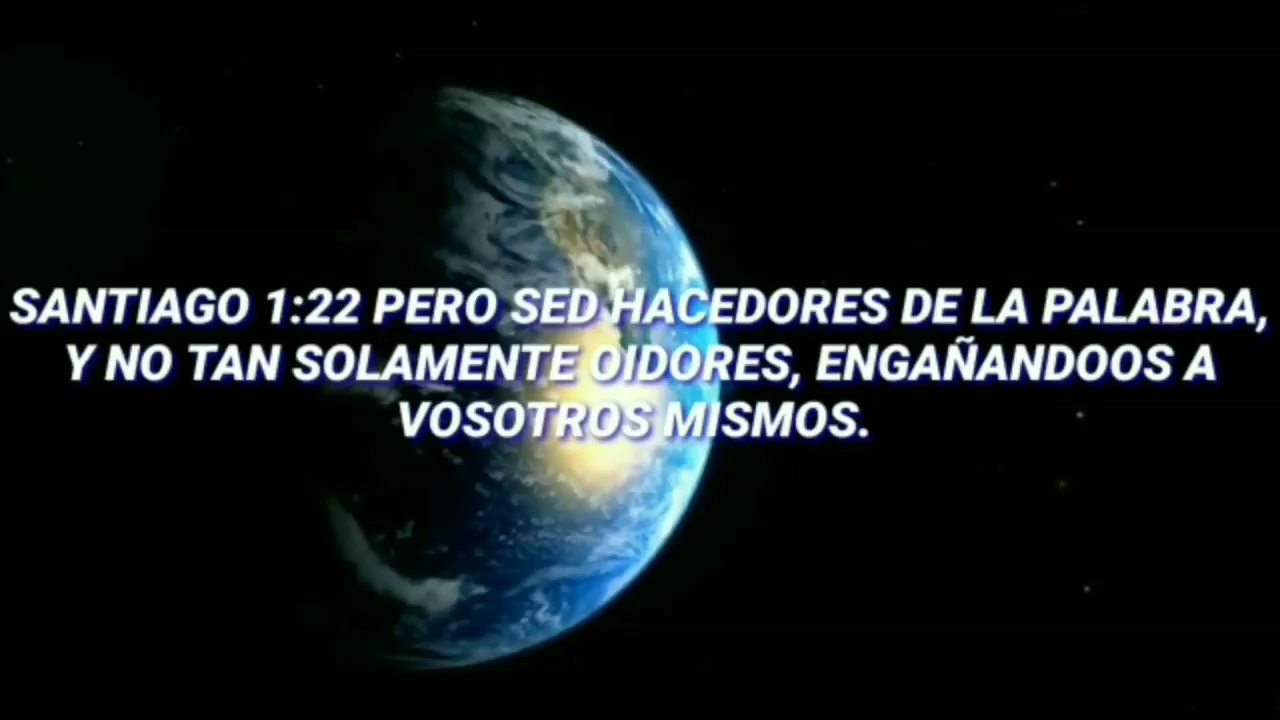 SANTIAGO 1:22 PERO SED HACEDORES DE LA PALABRA,
Y NO TAN SOLAMENTE OIDORES, ENGAÑANDOOS A
VOSOTROS MISMOS.